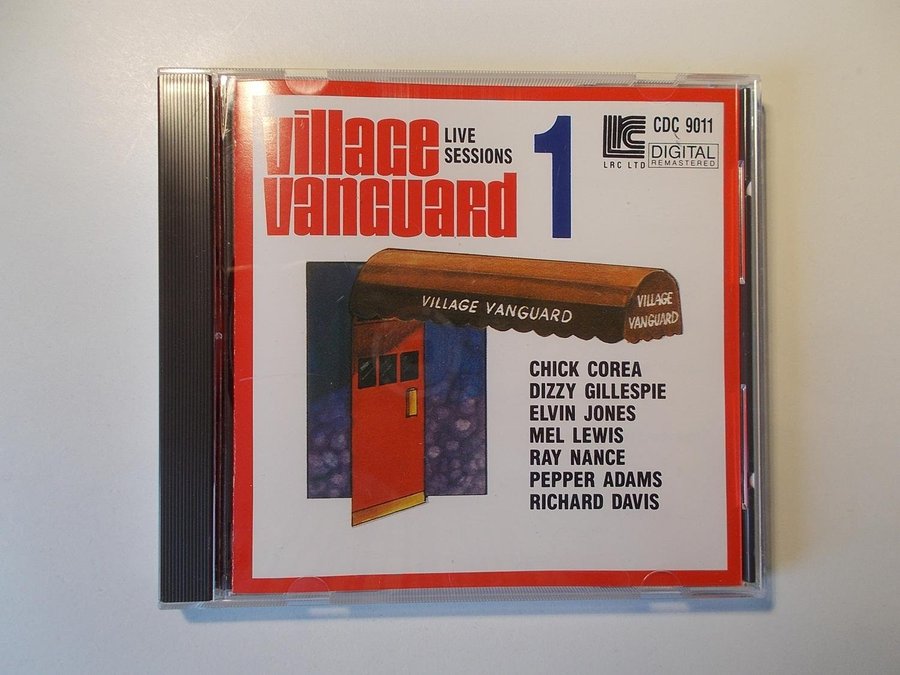 Village
Vanguard
LIVE
SESSIONS
1
LRC
LRC LTD
CDC 9011
DIGITAL
REMASTERED
VILLAGE VANGUARD
VILLAGE
VANGUARD
CHICK COREA
DIZZY GILLESPIE
ELVIN JONES
MEL LEWIS
RAY NANCE
PEPPER ADAMS
RICHARD DAVIS